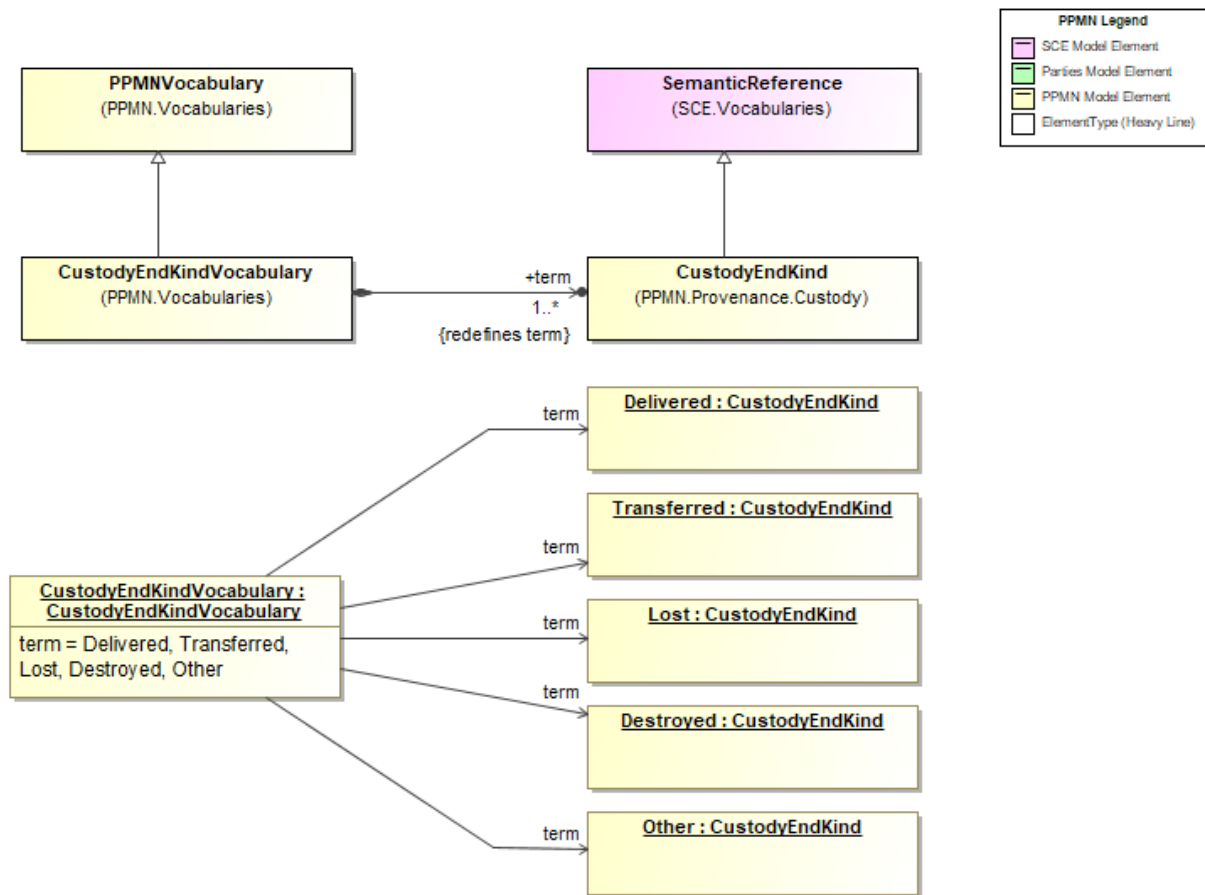 PPMN Legend
SCE Model Element
Parties Model Element
PPMN Model Element
ElementType (Heavy Line)
PPMNVocabulary
(PPMN.Vocabularies)
SemanticReference
(SCE.Vocabularies)
CustodyEndKindVocabulary
(PPMN.Vocabularies)
+term
1..*
{redefines term}
CustodyEndKind
(PPMN.Provenance.Custody)
term
Delivered : CustodyEndKind
term
Transferred : CustodyEndKind
CustodyEndKindVocabulary :
CustodyEndKindVocabulary
term = Delivered, Transferred,
Lost, Destroyed, Other
term
Lost : CustodyEndKind
term
Destroyed : CustodyEndKind
term
Other : CustodyEndKind